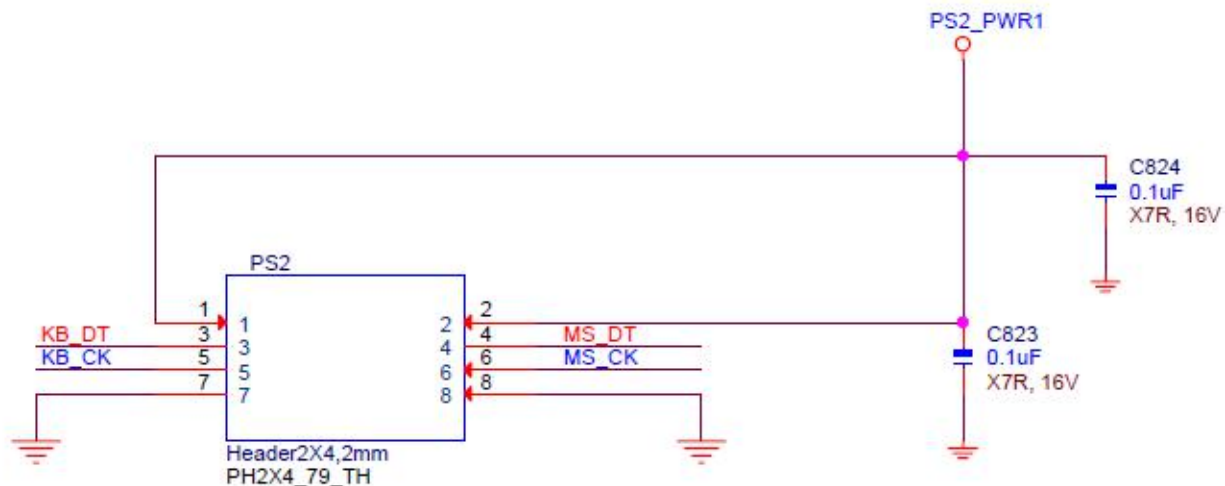 PS2_PWR1
C824
0.1uF
X7R, 16V
PS2
1 1 2 2
KB_DT 3 3 4 4 MS_DT
KB_CK 5 5 6 6 MS_CK
7 7 8 8
C823
0.1uF
X7R, 16V
Header2X4,2mm
PH2X4_79_TH